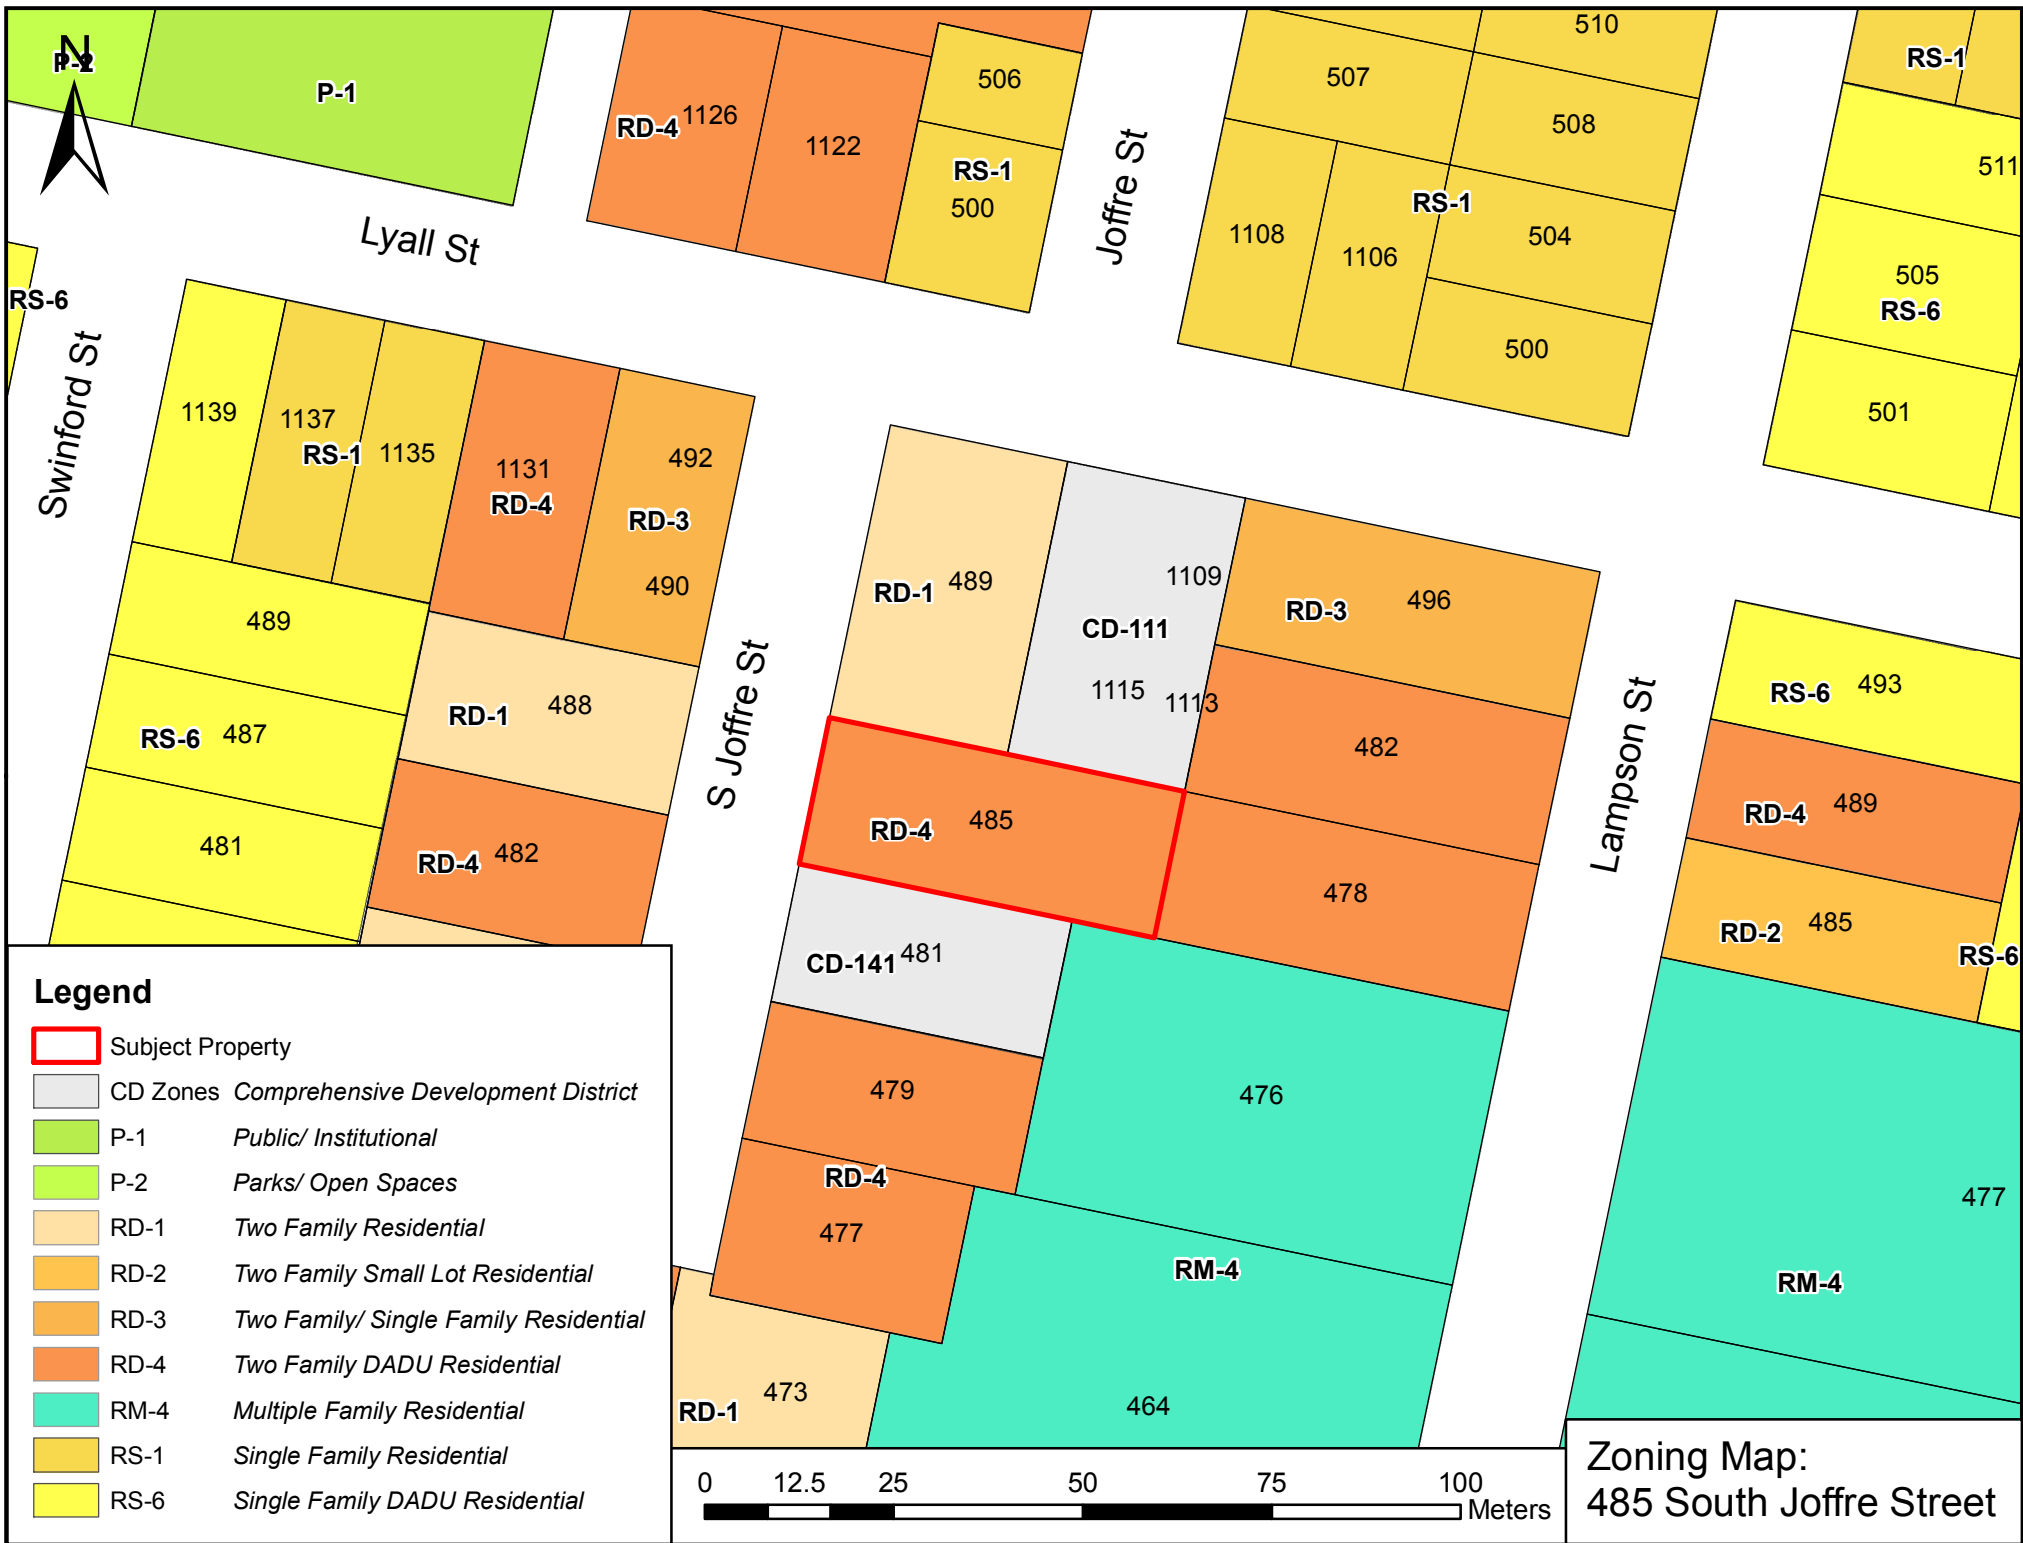 510
RS-1
N
P-2
P-1
507
506
508
RD-4
1126
1122
511
RS-1
500
Joffre St
RS-1
1108
1106
504
Lyall St
505
RS-6
RS-6
500
Swinford St
1139
1137
RS-1
1135
1131
RD-4
492
RD-3
490
501
RD-1
489
1109
CD-111
1115
1113
RD-3
496
489
RS-6
487
481
RD-1
488
RD-4
482
S Joffre St
482
Lampson St
RS-6
493
RD-4
485
RD-4
489
478
RD-2
485
RS-6
CD-141
481
479
476
RD-4
477
477
RM-4
RM-4
RD-1
473
464
Legend
Subject Property
CD Zones Comprehensive Development District
P-1 Public/ Institutional
P-2 Parks/ Open Spaces
RD-1 Two Family Residential
RD-2 Two Family Small Lot Residential
RD-3 Two Family/ Single Family Residential
RD-4 Two Family DADU Residential
RM-4 Multiple Family Residential
RS-1 Single Family Residential
RS-6 Single Family DADU Residential
0 12.5 25 50 75 100
Meters
Zoning Map:
485 South Joffre Street